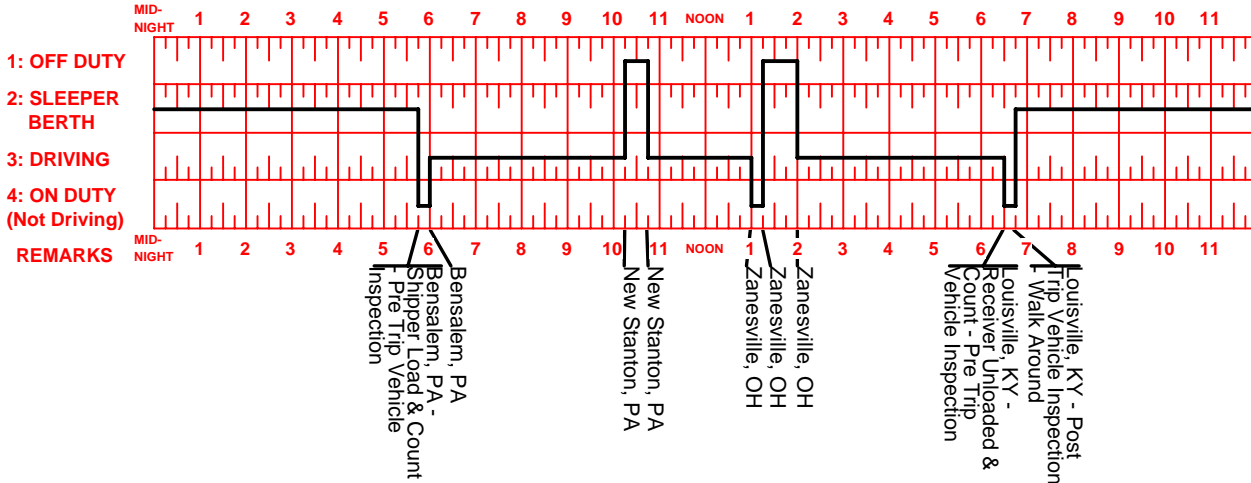 MID-
NIGHT 1 2 3 4 5 6 7 8 9 10 11 NOON 1 2 3 4 5 6 7 8 9 10 11
1: OFF DUTY
2: SLEEPER
BERTH
3: DRIVING
4: ON DUTY
(Not Driving)
REMARKS
MID-
NIGHT 1 2 3 4 5 6 7 8 9 10 11 NOON 1 2 3 4 5 6 7 8 9 10 11
Bensalem, PA -
Shipper Load & Count
- Pre Trip Vehicle
Inspection
Bensalem, PA
New Stanton, PA
New Stanton, PA
Zanesville, OH
Zanesville, OH
Zanesville, OH
Louisville, KY -
Receiver Unloaded &
Count - Pre Trip
Vehicle Inspection
Louisville, KY - Post
Trip Vehicle Inspection
- Walk Around